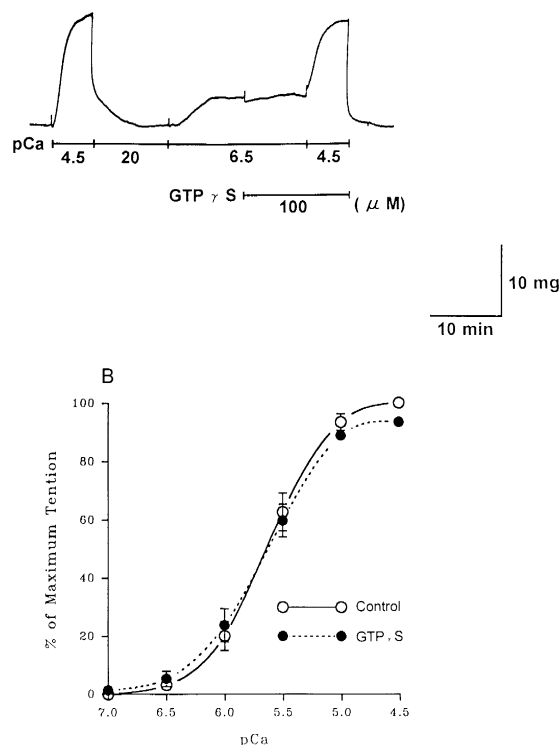 pCa
4.5 20 6.5 4.5
GTP γ S 100 ( μ M)
10 mg
10 min
B
% of Maximum Tention
100
80
60
40
20
0
7.0 6.5 6.0 5.5 5.0 4.5
pCa
Control
GTP γ S